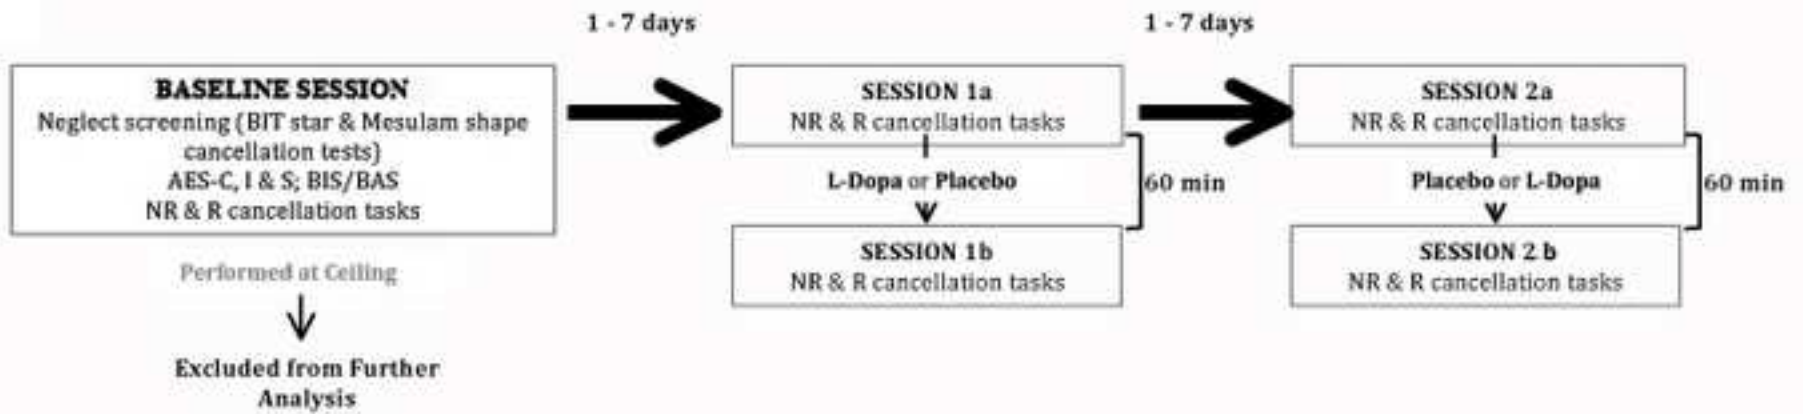 1 - 7 days
1 - 7 days
BASELINE SESSION
Neglect screening (BIT star & Mesulam shape
cancellation tests)
AES-C, I & S; BIS/BAS
NR & R cancellation tasks
Performed at Ceiling
Excluded from Further
Analysis
SESSION 1a
NR & R cancellation tasks
L-Dopa or Placebo
60 min
SESSION 1b
NR & R cancellation tasks
SESSION 2a
NR & R cancellation tasks
Placebo or L-Dopa
60 min
SESSION 2 b
NR & R cancellation tasks